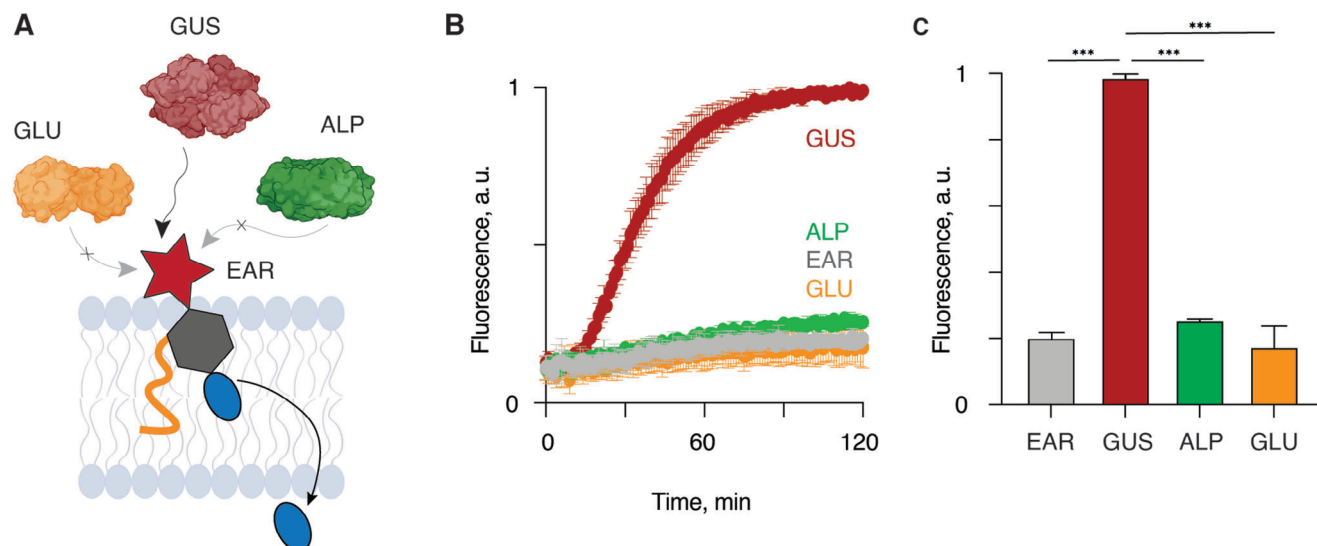 A
GUS
GLU
ALP
EAR
B
Fluorescence, a.u.
1
0
GUS
ALP
EAR
GLU
0 60 120
Time, min
C
Fluorescence, a.u.
***
*** ***
1
0
EAR GUS ALP GLU